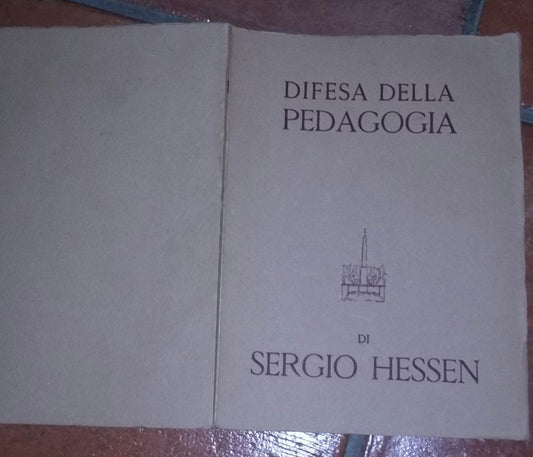 DIFESA DELLA
PEDAGOGIA
DI
SERGIO HESSEN